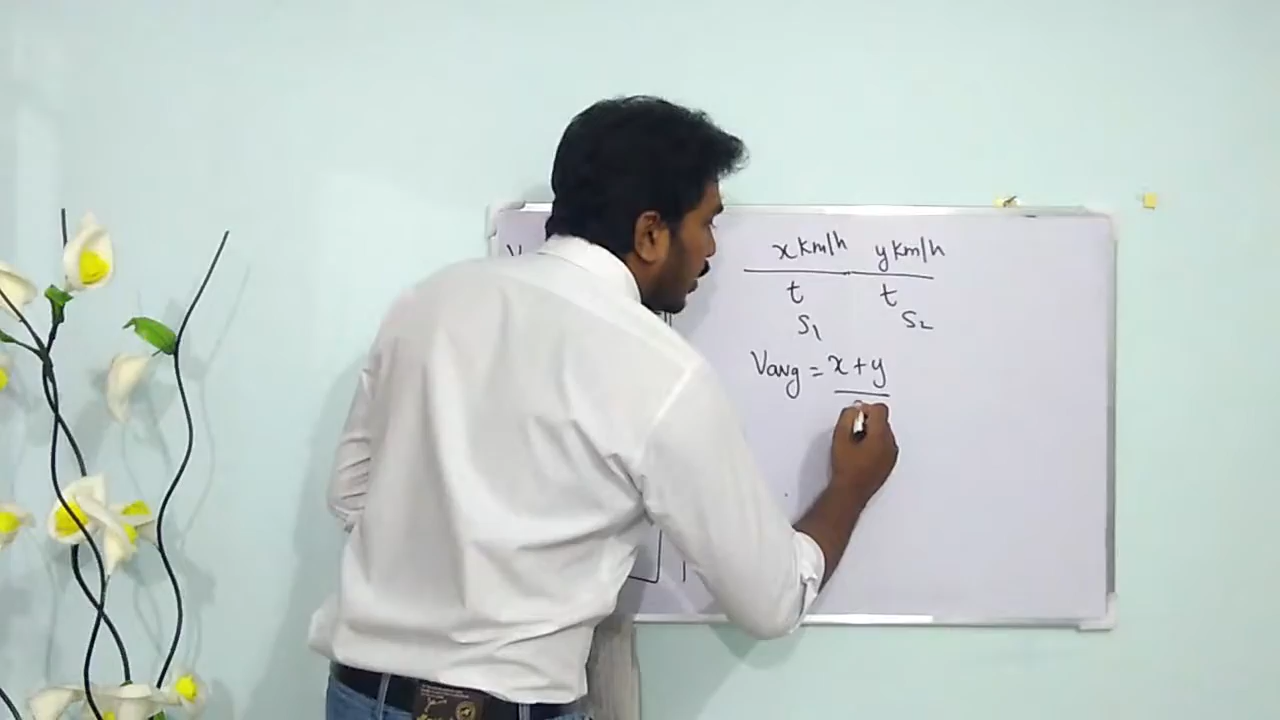 x km/h y km/h
t t
S₁ S₂
Vavg = x + y